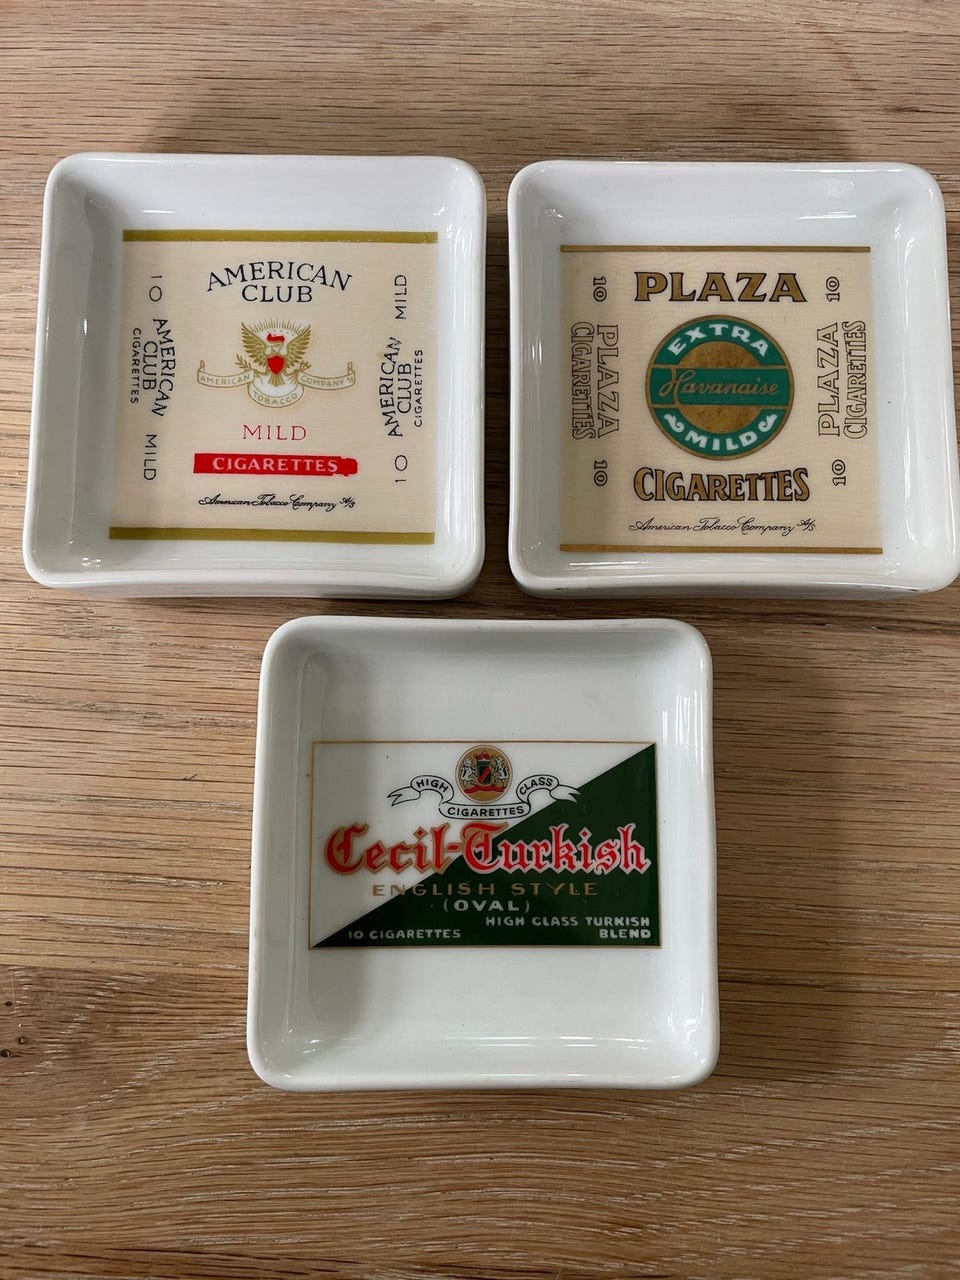 AMERICAN
CLUB
AMERICAN
TOBACCO
COMPANY A/S
MILD
CIGARETTES
American Tobacco Company A/S
10 AMERICAN CLUB CIGARETTES MILD
10 AMERICAN CLUB CIGARETTES MILD
PLAZA
EXTRA
Havanaise
MILD
CIGARETTES
American Tobacco Company A/S
10 PLAZA CIGARETTES 10
10 PLAZA CIGARETTES 10
HIGH CLASS
CIGARETTES
Cecil-Turkish
ENGLISH STYLE
(OVAL)
HIGH CLASS TURKISH
10 CIGARETTES BLEND